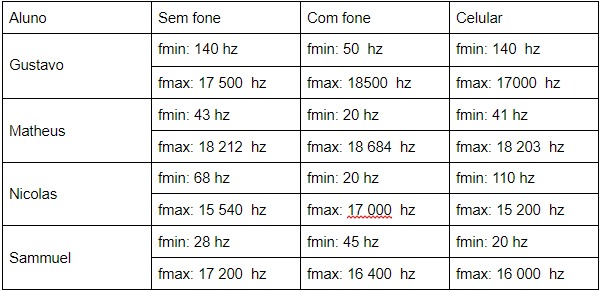 Aluno Sem fone Com fone Celular
Gustavo
fmin: 140 hz fmin: 50 hz fmin: 140 hz
fmax: 17 500 hz fmax: 18500 hz fmax: 17000 hz
Matheus
fmin: 43 hz fmin: 20 hz fmin: 41 hz
fmax: 18 212 hz fmax: 18 684 hz fmax: 18 203 hz
Nicolas
fmin: 68 hz fmin: 20 hz fmin: 110 hz
fmax: 15 540 hz fmax: 17 000 hz fmax: 15 200 hz
Sammuel
fmin: 28 hz fmin: 45 hz fmin: 20 hz
fmax: 17 200 hz fmax: 16 400 hz fmax: 16 000 hz